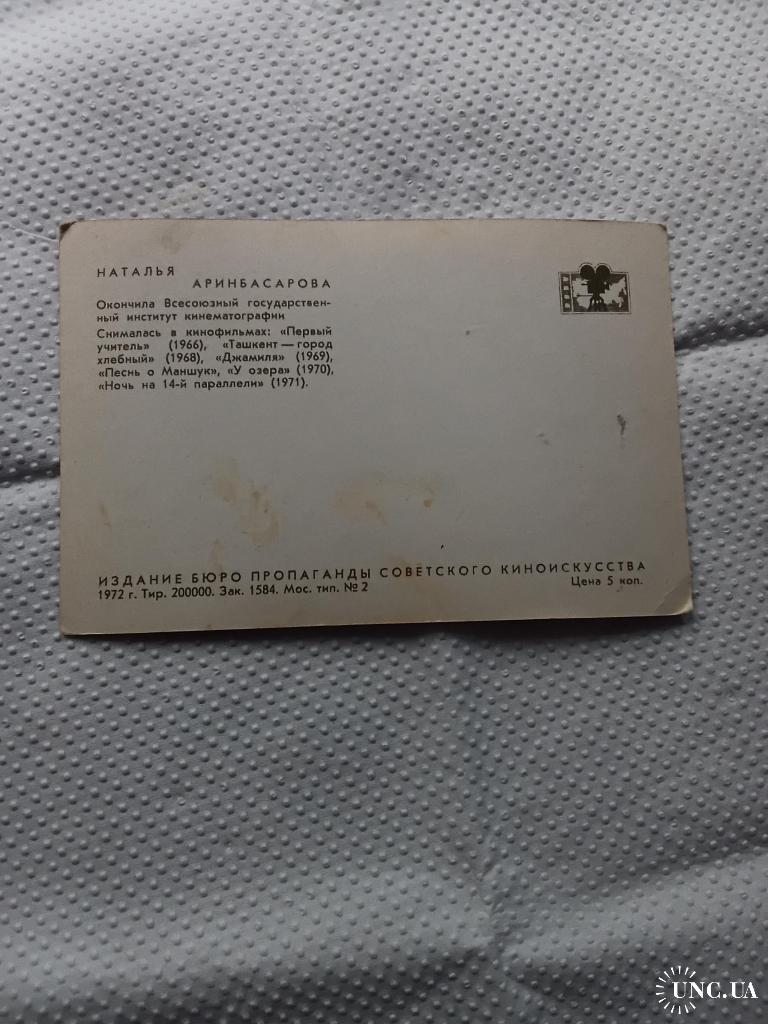 НАТАЛЬЯ
АРИНБАСАРОВА
Окончила Всесоюзный государствен-
ный институт кинематографии
Снималась в кинофильмах: «Первый
учитель» (1966), «Ташкент — город
хлебный» (1968), «Джамиля» (1969),
«Песнь о Маншук», «У озера» (1970),
«Ночь на 14-й параллели» (1971).
ИЗДАНИЕ БЮРО ПРОПАГАНДЫ СОВЕТСКОГО КИНОИСКУССТВА
1972 г. Тир. 200000. Зак. 1584. Мос. тип. № 2
Цена 5 коп.
UNC.UA